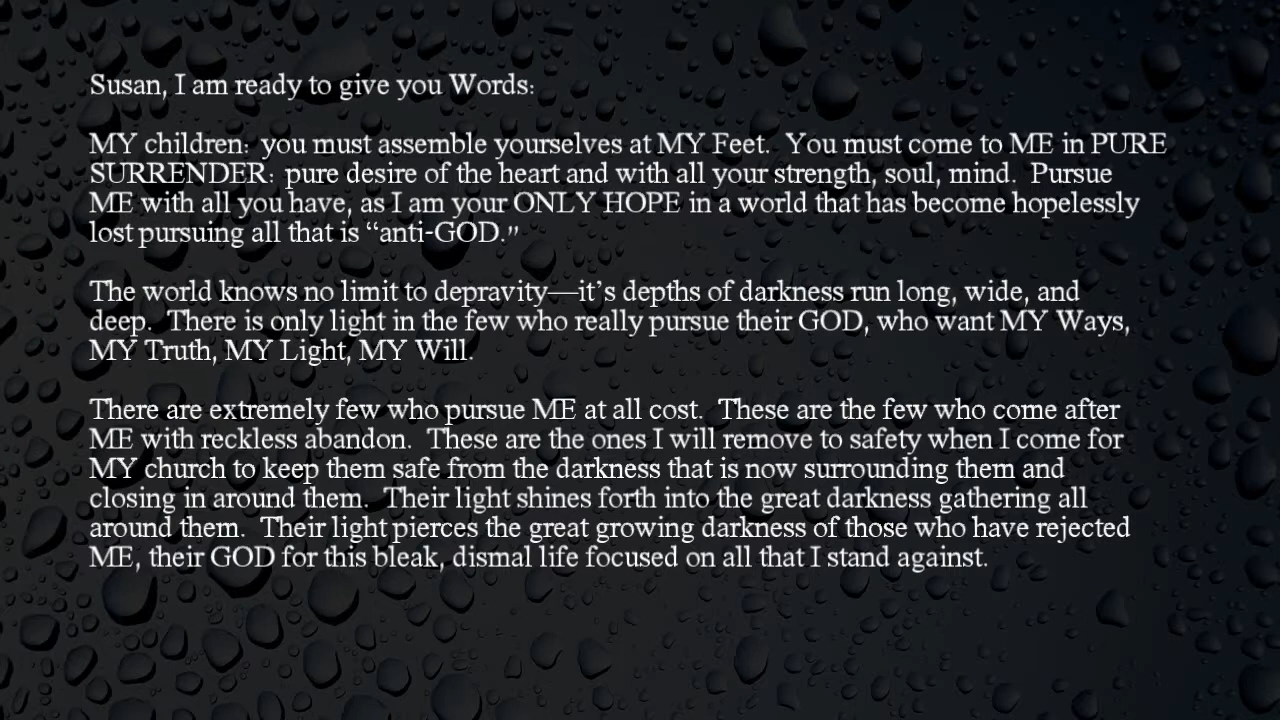 Susan, I am ready to give you Words:
MY children:  you must assemble yourselves at MY Feet.  You must come to ME in PURE
SURRENDER:  pure desire of the heart and with all your strength, soul, mind.  Pursue
ME with all you have, as I am your ONLY HOPE in a world that has become hopelessly
lost pursuing all that is “anti-GOD.”
The world knows no limit to depravity—it’s depths of darkness run long, wide, and
deep.  There is only light in the few who really pursue their GOD, who want MY Ways,
MY Truth, MY Light, MY Will.
There are extremely few who pursue ME at all cost.  These are the few who come after
ME with reckless abandon.  These are the ones I will remove to safety when I come for
MY church to keep them safe from the darkness that is now surrounding them and
closing in around them.  Their light shines forth into the great darkness gathering all
around them.  Their light pierces the great growing darkness of those who have rejected
ME, their GOD for this bleak, dismal life focused on all that I stand against.